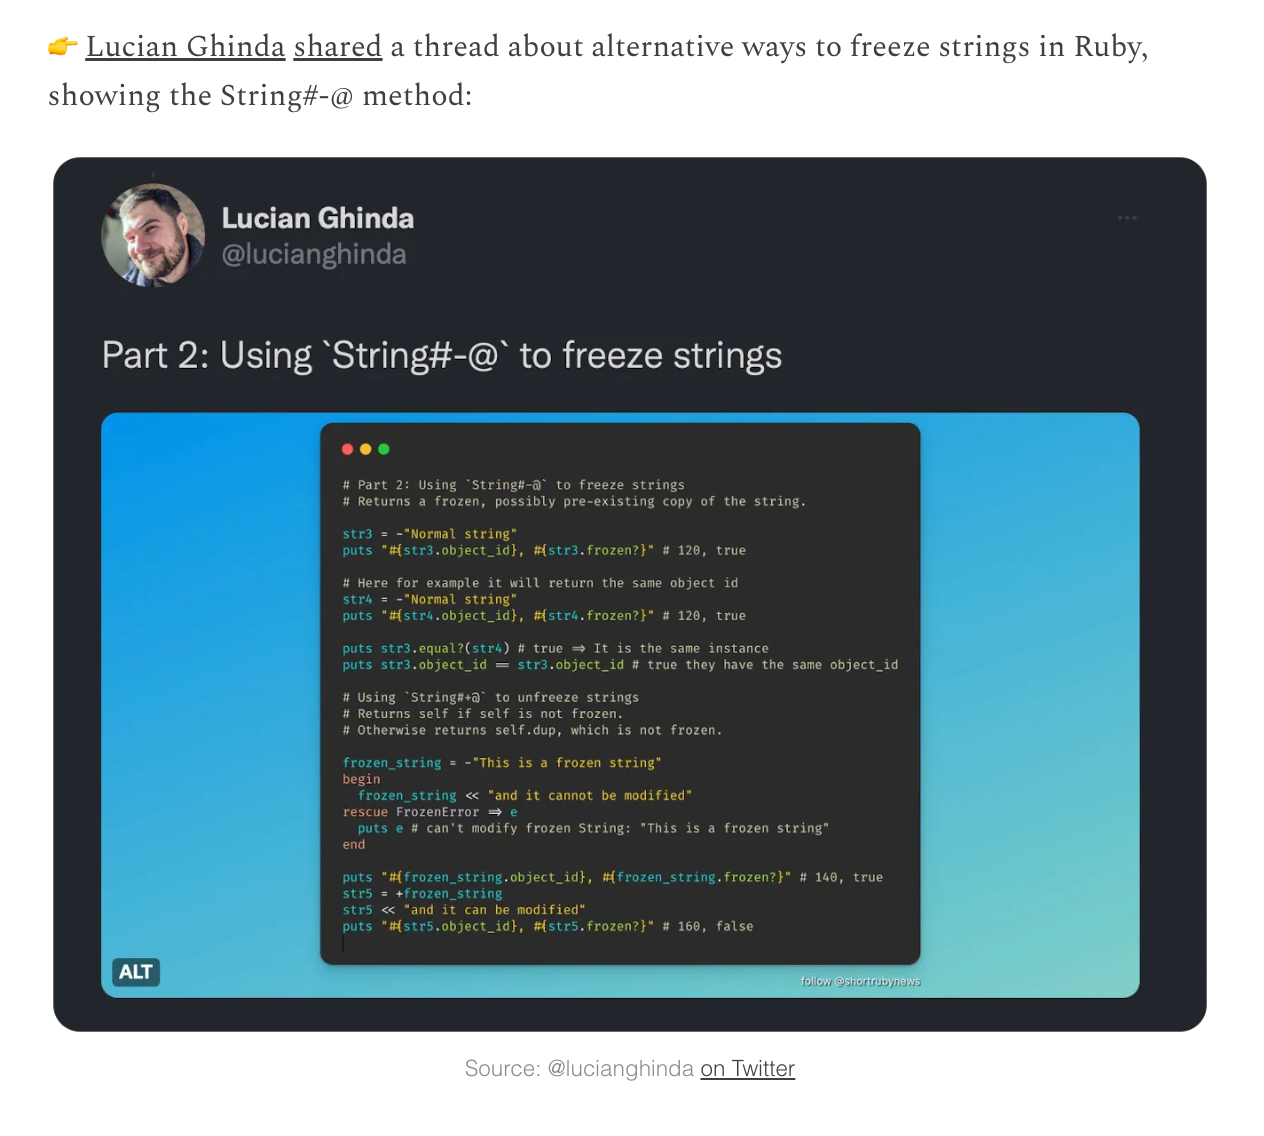 👉 Lucian Ghinda shared a thread about alternative ways to freeze strings in Ruby,
showing the String#-@ method:
Lucian Ghinda
@lucianghinda
Part 2: Using `String#-@` to freeze strings
# Part 2: Using `String#-@` to freeze strings
# Returns a frozen, possibly pre-existing copy of the string.
str3 = -"Normal string"
puts "#{str3.object_id}, #{str3.frozen?}" # 120, true
# Here for example it will return the same object id
str4 = -"Normal string"
puts "#{str4.object_id}, #{str4.frozen?}" # 120, true
puts str3.equal?(str4) # true => It is the same instance
puts str3.object_id == str3.object_id # true they have the same object_id
# Using `String#+@` to unfreeze strings
# Returns self if self is not frozen.
# Otherwise returns self.dup, which is not frozen.
frozen_string = -"This is a frozen string"
begin
  frozen_string << "and it cannot be modified"
rescue FrozenError => e
  puts e # can't modify frozen String: "This is a frozen string"
end
puts "#{frozen_string.object_id}, #{frozen_string.frozen?}" # 140, true
str5 = +frozen_string
str5 << "and it can be modified"
puts "#{str5.object_id}, #{str5.frozen?}" # 160, false
ALT
follow @shortrubynews
Source: @lucianghinda on Twitter